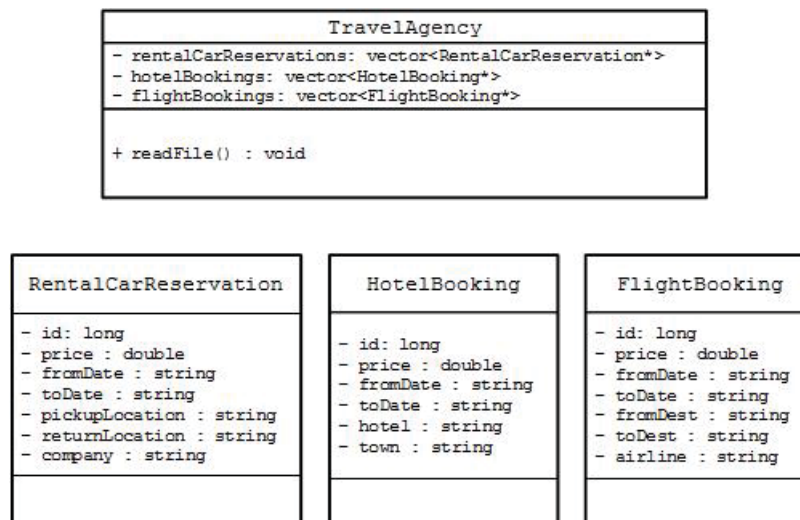 TravelAgency
- rentalCarReservations: vector<RentalCarReservation*>
- hotelBookings: vector<HotelBooking*>
- flightBookings: vector<FlightBooking*>
+ readFile() : void
RentalCarReservation
- id: long
- price : double
- fromDate : string
- toDate : string
- pickupLocation : string
- returnLocation : string
- company : string
HotelBooking
- id: long
- price : double
- fromDate : string
- toDate : string
- hotel : string
- town : string
FlightBooking
- id: long
- price : double
- fromDate : string
- toDate : string
- fromDest : string
- toDest : string
- airline : string